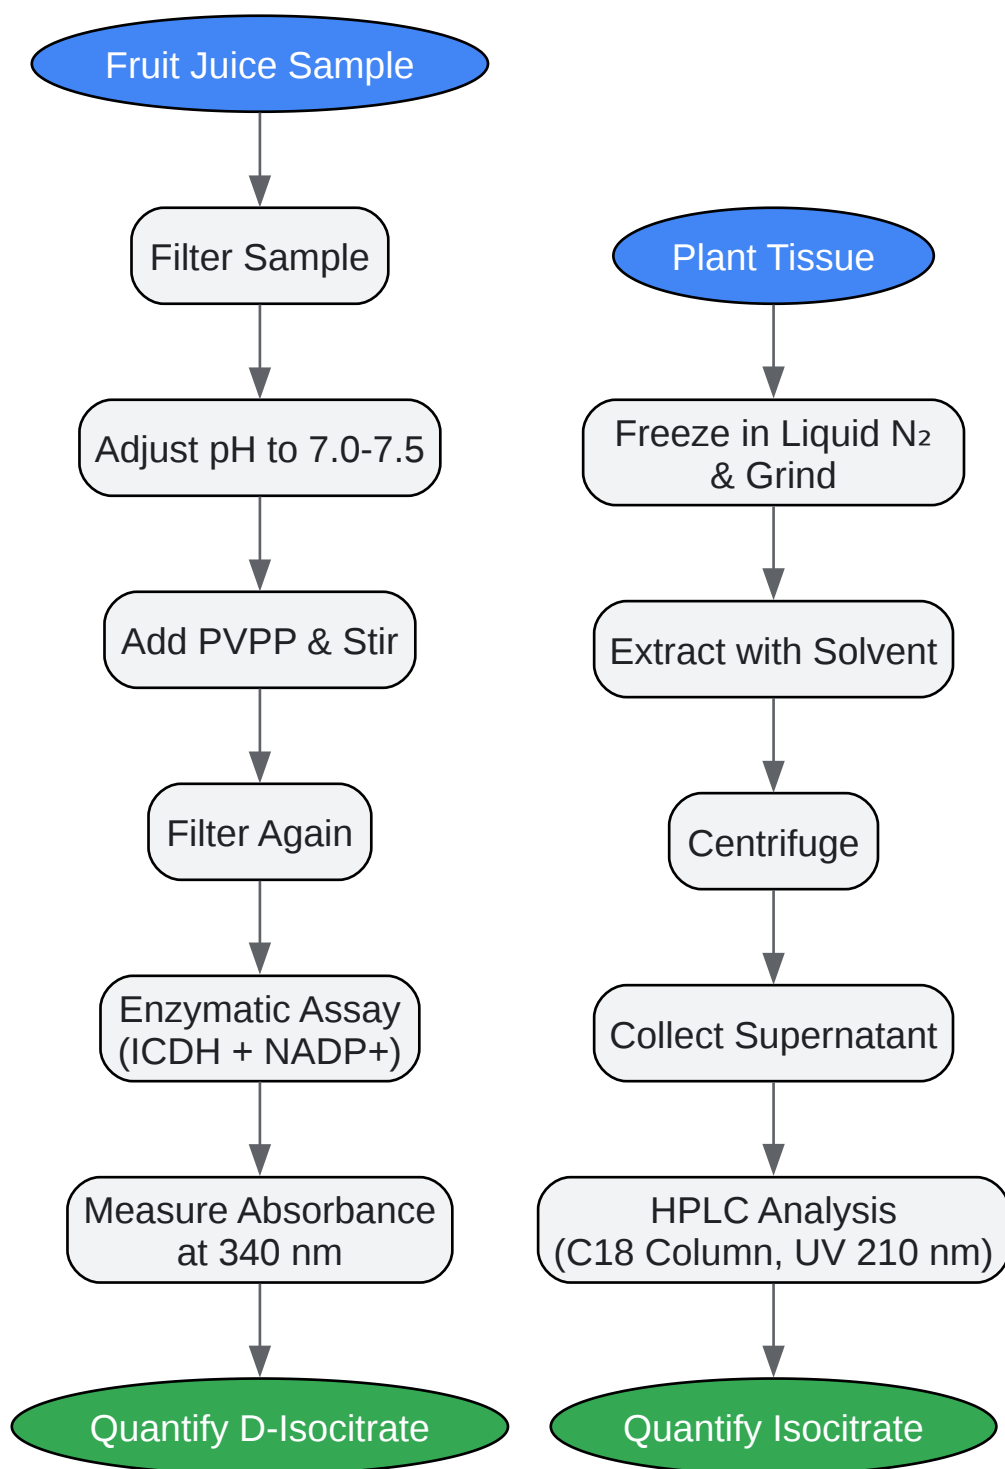 Fruit Juice Sample
Filter Sample
Adjust pH to 7.0-7.5
Add PVPP & Stir
Filter Again
Enzymatic Assay
(ICDH + NADP+)
Measure Absorbance
at 340 nm
Quantify D-Isocitrate
Plant Tissue
Freeze in Liquid N₂
& Grind
Extract with Solvent
Centrifuge
Collect Supernatant
HPLC Analysis
(C18 Column, UV 210 nm)
Quantify Isocitrate